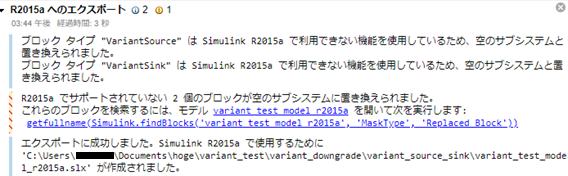 R2015a へのエクスポート 2 1
03:44 午後 経過時間: 3 秒
ブロック タイプ "VariantSource" は Simulink R2015a で利用できない機能を使用しているため、空のサブシステムと
置き換えられました。
ブロック タイプ "VariantSink" は Simulink R2015a で利用できない機能を使用しているため、空のサブシステムと置
き換えられました。
R2015a でサポートされていない 2 個のブロックが空のサブシステムに置き換えられました。
これらのブロックを検索するには、モデル variant_test_model_r2015a を開いて次を実行します:
getfullname(Simulink.findBlocks('variant_test_model_r2015a', 'MaskType', 'Replaced Block'))
エクスポートに成功しました。Simulink R2015a で使用するために
'C:\Users\ \Documents\hoge\variant_test\variant_downgrade\variant_source_sink\variant_test_mode
l_r2015a.slx' が作成されました。